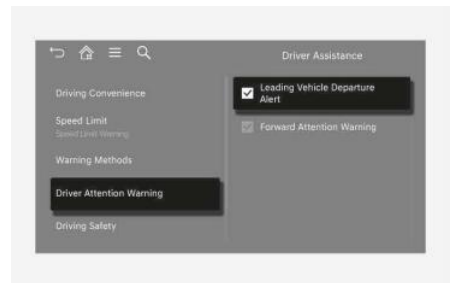 Driver Assistance
Driving Convenience
Speed Limit
Speed Limit Warning
Warning Methods
Driver Attention Warning
Driving Safety
Leading Vehicle Departure
Alert
Forward Attention Warning